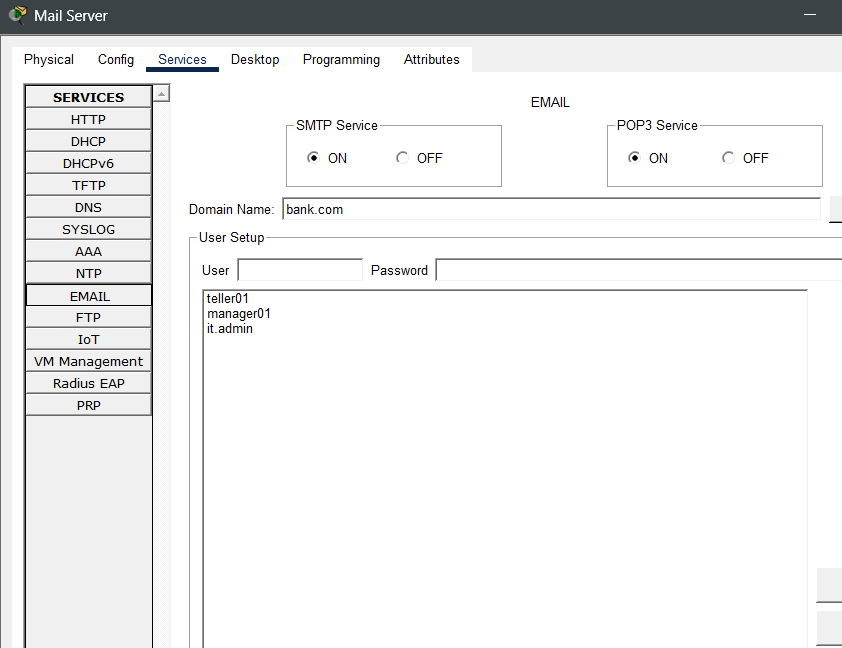 Mail Server
Physical Config Services Desktop Programming Attributes
SERVICES
HTTP
DHCP
DHCPv6
TFTP
DNS
SYSLOG
AAA
NTP
EMAIL
FTP
IoT
VM Management
Radius EAP
PRP
EMAIL
SMTP Service
ON OFF
POP3 Service
ON OFF
Domain Name: bank.com
User Setup
User Password
teller01
manager01
it.admin